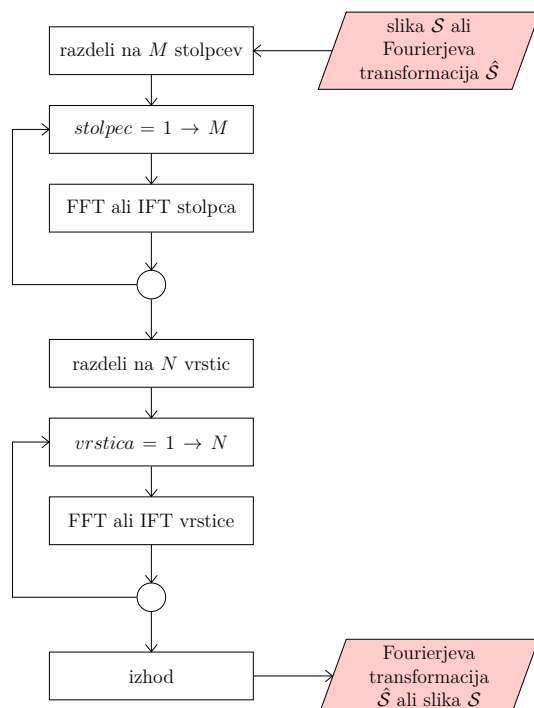 razdeli na M stolpcev
slika 𝒮 ali
Fourierjeva
transformacija 𝒮̂
stolpec = 1 → M
FFT ali IFT stolpca
razdeli na N vrstic
vrstica = 1 → N
FFT ali IFT vrstice
izhod
Fourierjeva
transformacija
𝒮̂ ali slika 𝒮